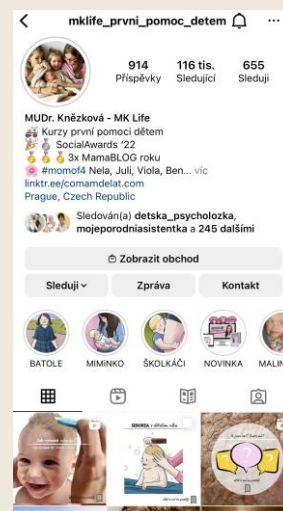 mklife_prvni_pomoc_detem
914 116 tis. 655
Příspěvky Sledující Sleduji
MUDr. Knězková - MK Life
Kurzy první pomoci dětem
SocialAwards ‘22
3x MamaBLOG roku
#momof4 Nela, Juli, Viola, Ben... víc
linktr.ee/comamdelat.com
Prague, Czech Republic
Sledován(a) detska_psycholozka,
mojeporodniasistentka a 245 dalšími
Zobrazit obchod
Sleduji Zpráva Kontakt
BATOLE MIMINKO ŠKOLKÁČI NOVINKA MALIN